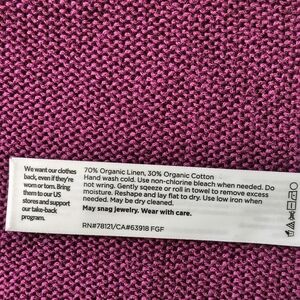 We want our clothes
back, even if they're
worn or torn. Bring
them to our US
stores and support
our take-back
program.
70% Organic Linen, 30% Organic Cotton
Hand wash cold. Use non-chlorine bleach when needed. Do
not wring. Gently sqeeze or roll in towel to remove excess
moisture. Reshape and lay flat to dry. Use low iron when
needed. May be dry cleaned.
May snag jewelry. Wear with care.
RN#78121/CA#63918 FGF